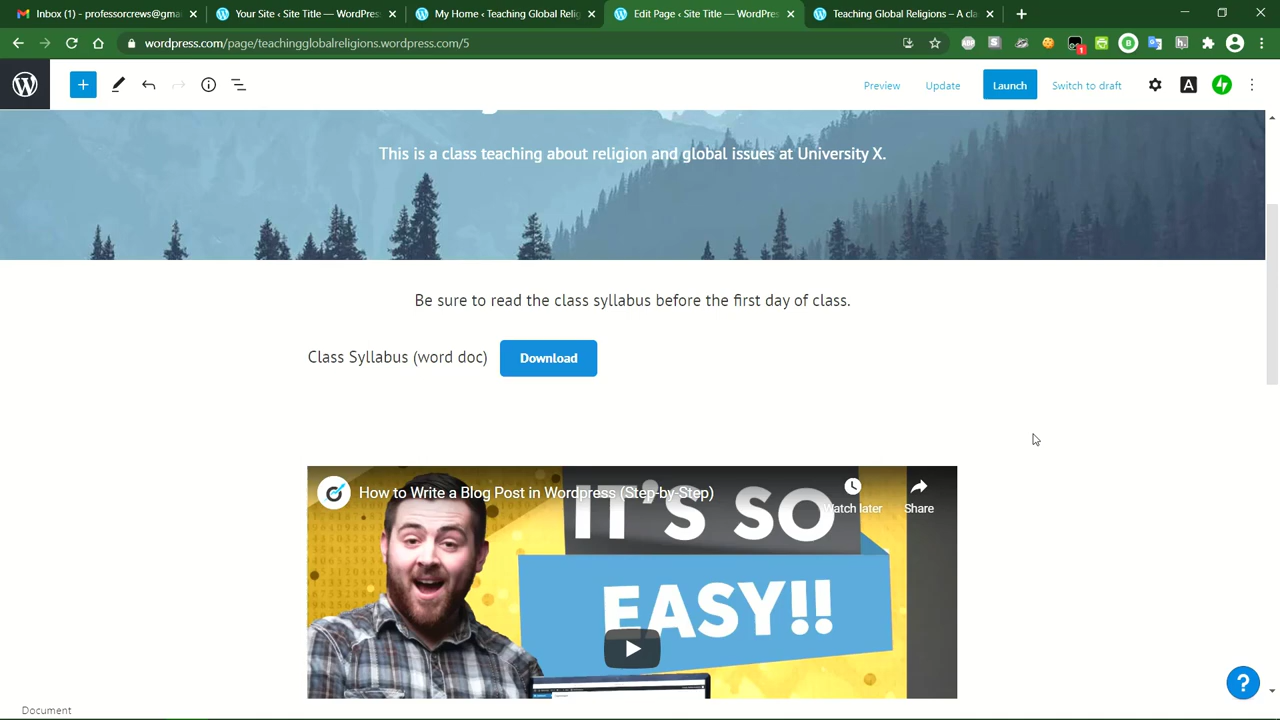 Inbox (1) - professorcrews@gma
Your Site ‹ Site Title — WordPres
My Home ‹ Teaching Global Relig
Edit Page ‹ Site Title — WordPres
Teaching Global Religions – A cla
wordpress.com/page/teachingglobalreligions.wordpress.com/5
1
Preview
Update
Launch
Switch to draft
This is a class teaching about religion and global issues at University X.
Be sure to read the class syllabus before the first day of class.
Class Syllabus (word doc)
Download
How to Write a Blog Post in Wordpress (Step-by-Step)
IT'S SO
Watch later
Share
EASY!!
Document